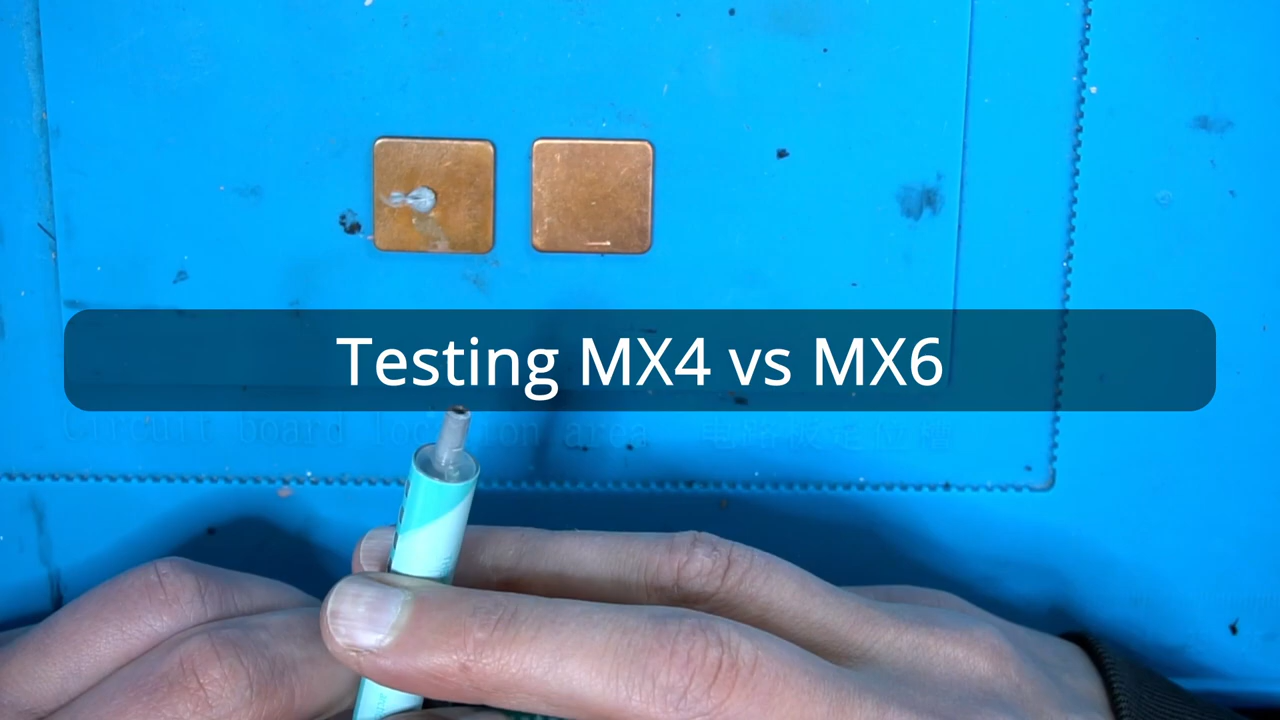 Testing MX4 vs MX6
Circuit board location area 电路板定位槽